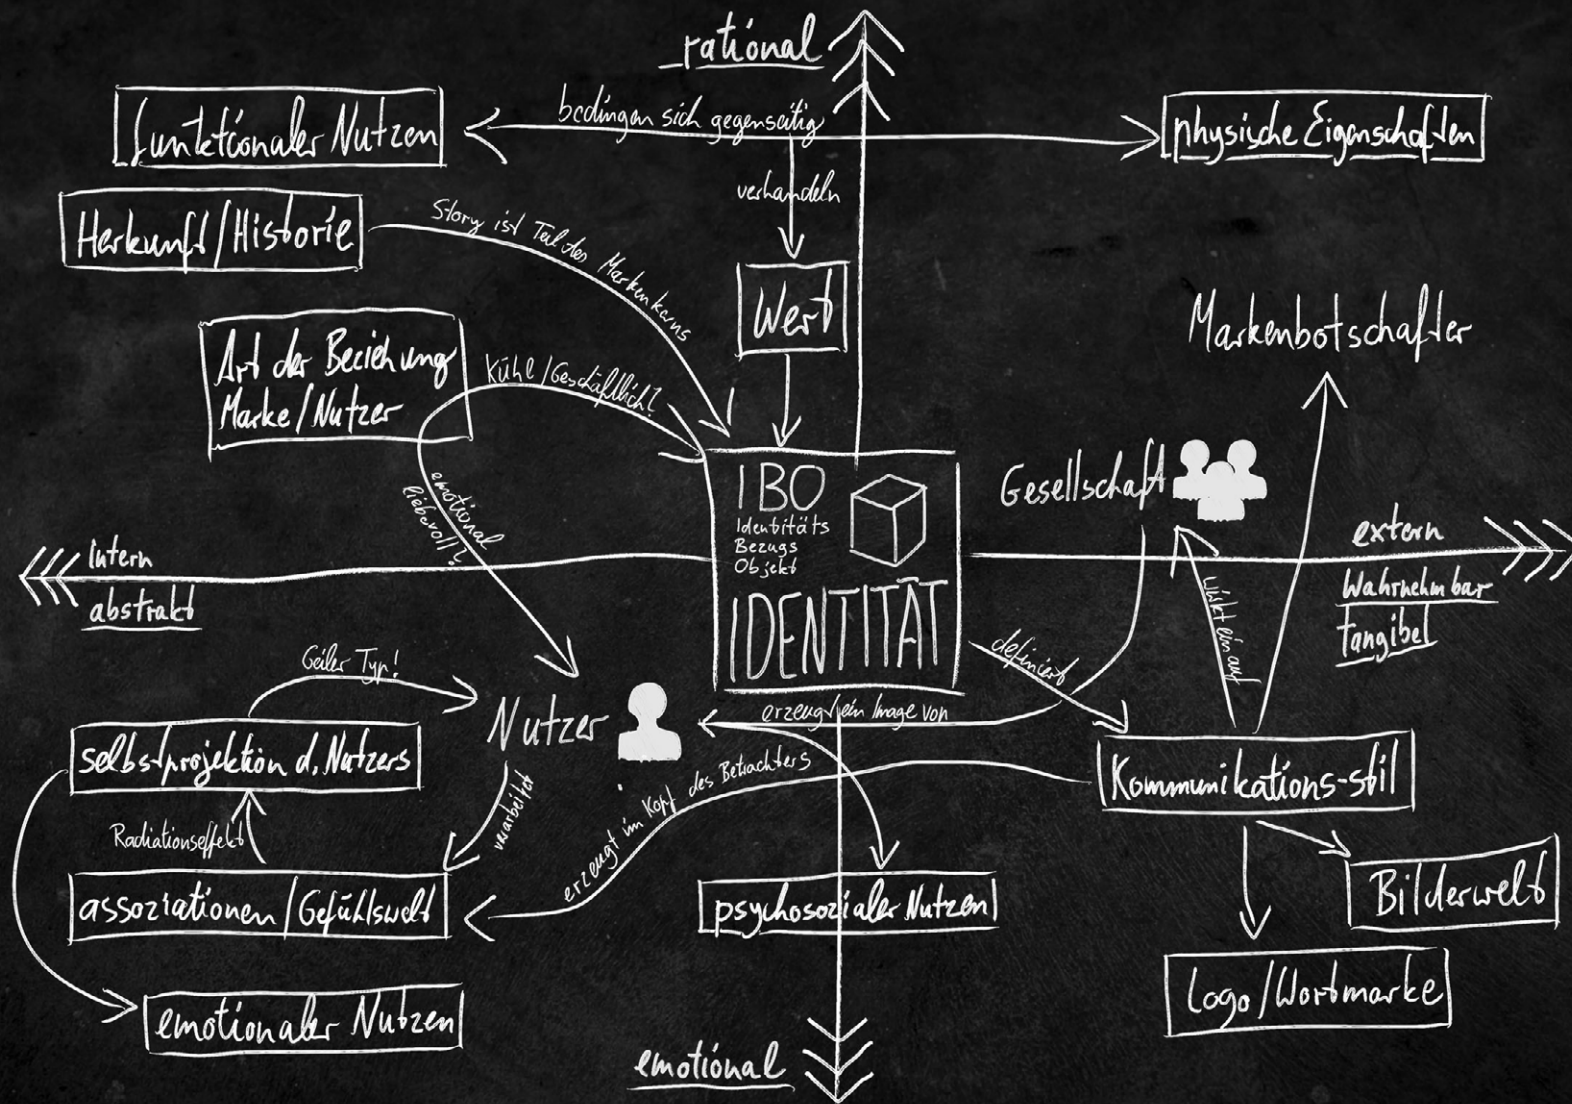 rational
bedingen sich gegenseitig
funktionaler Nutzen
physische Eigenschaften
verhandeln
Herkunft/Historie
Story ist Teil des Markenkerns
Wert
Markenbotschafter
Art der Beziehung
Marke/Nutzer
Kühl/Geschäftlich?
emotional
liebevoll?
IBO
Identitäts
Bezugs
Objekt
IDENTITÄT
Gesellschaft
intern
abstrakt
extern
Wahrnehmbar
tangibel
wirkt ein auf
definiert
Geiler Typ!
Nutzer
erzeugt ein Image von
selbstprojektion d. Nutzers
Kommunikations-stil
verarbeitet
erzeugt im Kopf des Betrachters
Radiationseffekt
assoziationen/Gefühlswelt
psychosozialer Nutzen
Bilderwelt
Logo/Wortmarke
emotionaler Nutzen
emotional